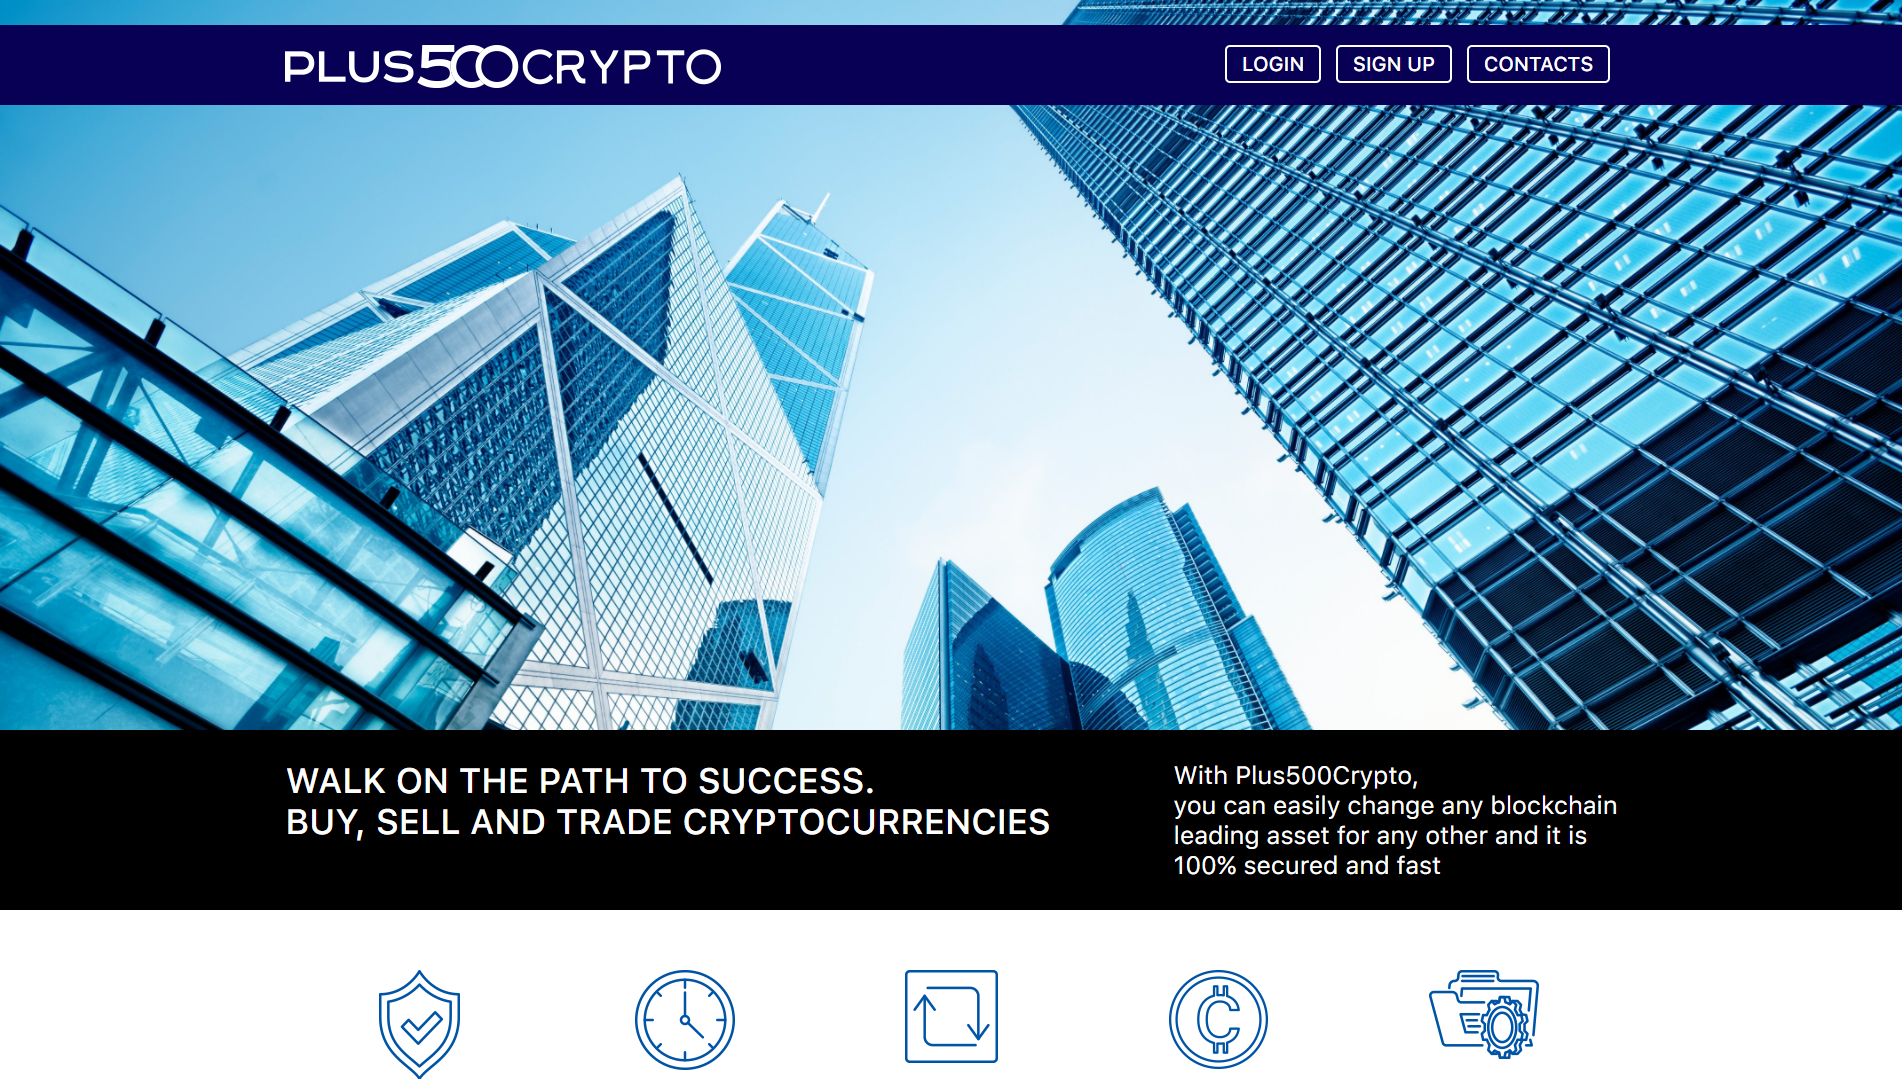 PLUS500CRYPTO
LOGIN
SIGN UP
CONTACTS
WALK ON THE PATH TO SUCCESS.
BUY, SELL AND TRADE CRYPTOCURRENCIES
With Plus500Crypto,
you can easily change any blockchain
leading asset for any other and it is
100% secured and fast